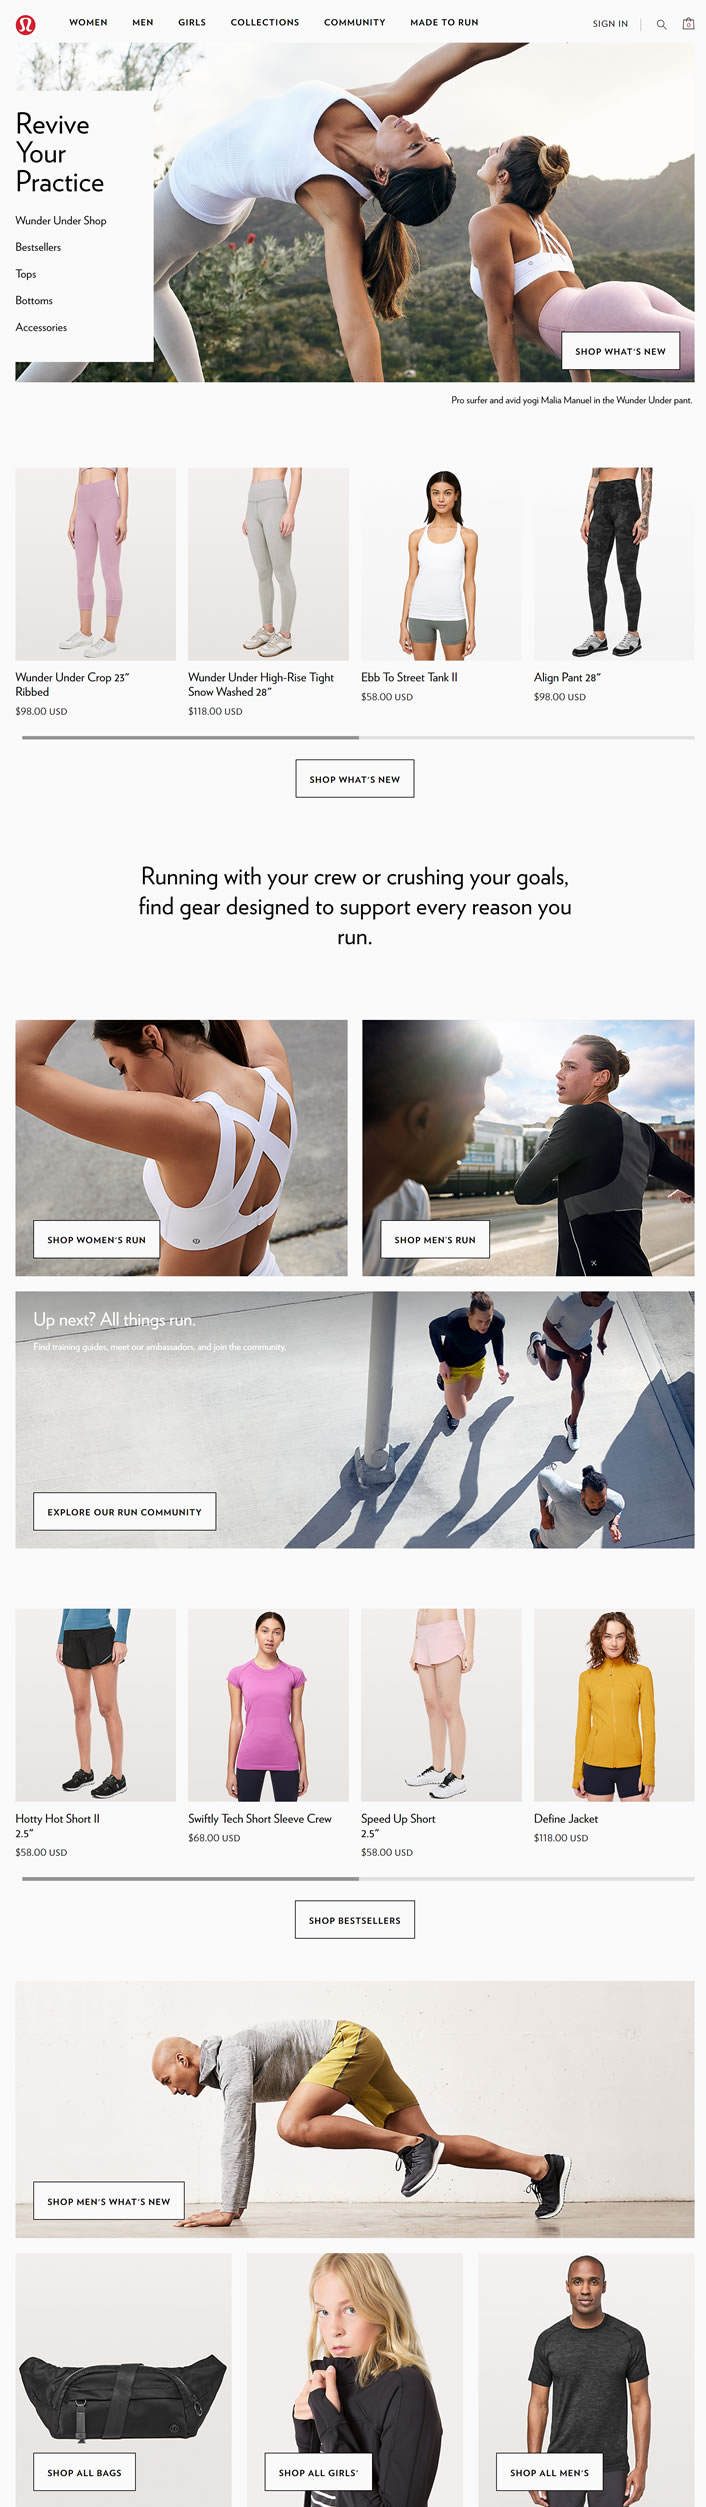 WOMEN MEN GIRLS COLLECTIONS COMMUNITY MADE TO RUN SIGN IN 0
Revive
Your
Practice
Wunder Under Shop
Bestsellers
Tops
Bottoms
Accessories
SHOP WHAT'S NEW
Pro surfer and avid yogi Malia Manuel in the Wunder Under pant.
Wunder Under Crop 23"
Ribbed
$98.00 USD
Wunder Under High-Rise Tight
Snow Washed 28"
$118.00 USD
Ebb To Street Tank II
$58.00 USD
Align Pant 28"
$98.00 USD
SHOP WHAT'S NEW
Running with your crew or crushing your goals,
find gear designed to support every reason you
run.
SHOP WOMEN'S RUN
SHOP MEN'S RUN
Up next? All things run.
Find training guides, meet our ambassadors, and join the community.
EXPLORE OUR RUN COMMUNITY
Hotty Hot Short II
2.5"
$58.00 USD
Swiftly Tech Short Sleeve Crew
$68.00 USD
Speed Up Short
2.5"
$58.00 USD
Define Jacket
$118.00 USD
SHOP BESTSELLERS
SHOP MEN'S WHAT'S NEW
SHOP ALL BAGS
SHOP ALL GIRLS'
SHOP ALL MEN'S